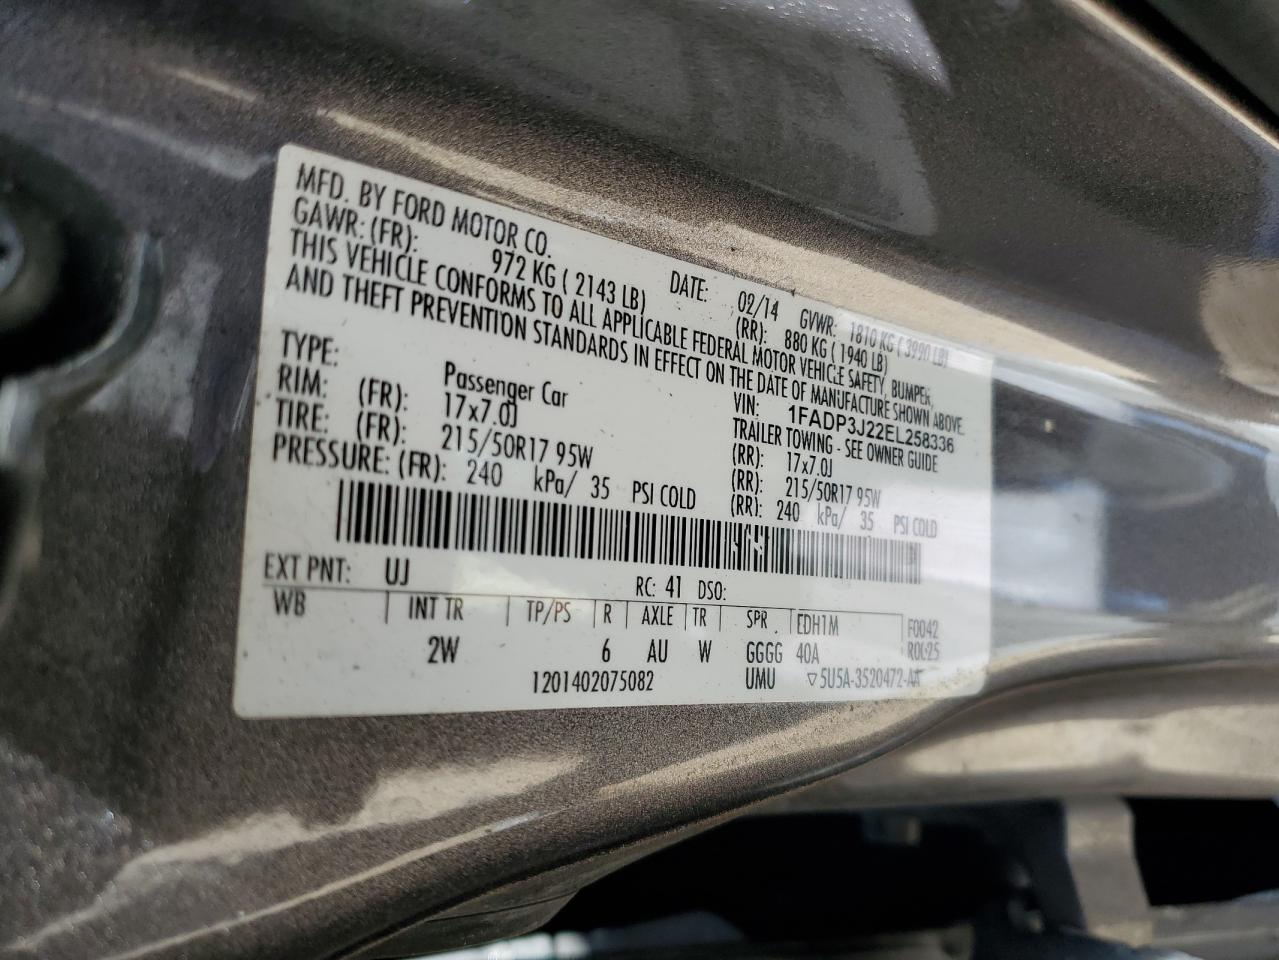 MFD. BY FORD MOTOR CO. DATE: 02/14 GVWR: 1810 KG ( 3990 LB)
GAWR: (FR): 972 KG ( 2143 LB) (RR): 880 KG ( 1940 LB)
THIS VEHICLE CONFORMS TO ALL APPLICABLE FEDERAL MOTOR VEHICLE SAFETY, BUMPER,
AND THEFT PREVENTION STANDARDS IN EFFECT ON THE DATE OF MANUFACTURE SHOWN ABOVE.
VIN: 1FADP3J22EL258336
TYPE: Passenger Car TRAILER TOWING - SEE OWNER GUIDE
RIM: (FR): 17x7.0J (RR): 17x7.0J
TIRE: (FR): 215/50R17 95W (RR): 215/50R17 95W
PRESSURE: (FR): 240 kPa/ 35 PSI COLD (RR): 240 kPa/ 35 PSI COLD
EXT PNT: UJ RC: 41 DSO:
WB INT TR TP/PS R AXLE TR SPR EDH1M F0042
2W 6 AU W GGGG 40A
1201402075082 UMU ▽5U5A-3520472-AA